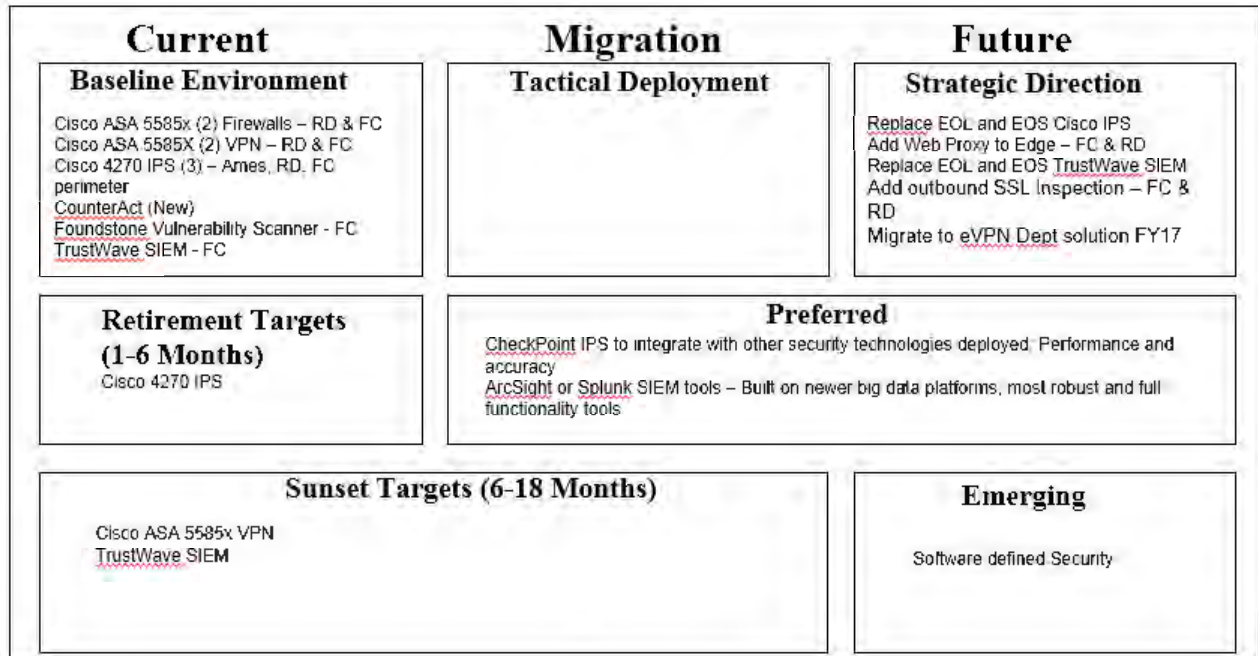 Current
Migration
Future
Baseline Environment
Cisco ASA 5585x (2) Firewalls – RD & FC
Cisco ASA 5585X (2) VPN – RD & FC
Cisco 4270 IPS (3) – Ames, RD, FC
perimeter
CounterAct (New)
Foundstone Vulnerability Scanner - FC
TrustWave SIEM - FC
Tactical Deployment
Strategic Direction
Replace EOL and EOS Cisco IPS
Add Web Proxy to Edge – FC & RD
Replace EOL and EOS TrustWave SIEM
Add outbound SSL Inspection – FC &
RD
Migrate to eVPN Dept solution FY17
Retirement Targets
(1-6 Months)
Cisco 4270 IPS
Preferred
CheckPoint IPS to integrate with other security technologies deployed, Performance and
accuracy
ArcSight or Splunk SIEM tools – Built on newer big data platforms, most robust and full
functionality tools
Sunset Targets (6-18 Months)
Cisco ASA 5585x VPN
TrustWave SIEM
Emerging
Software defined Security